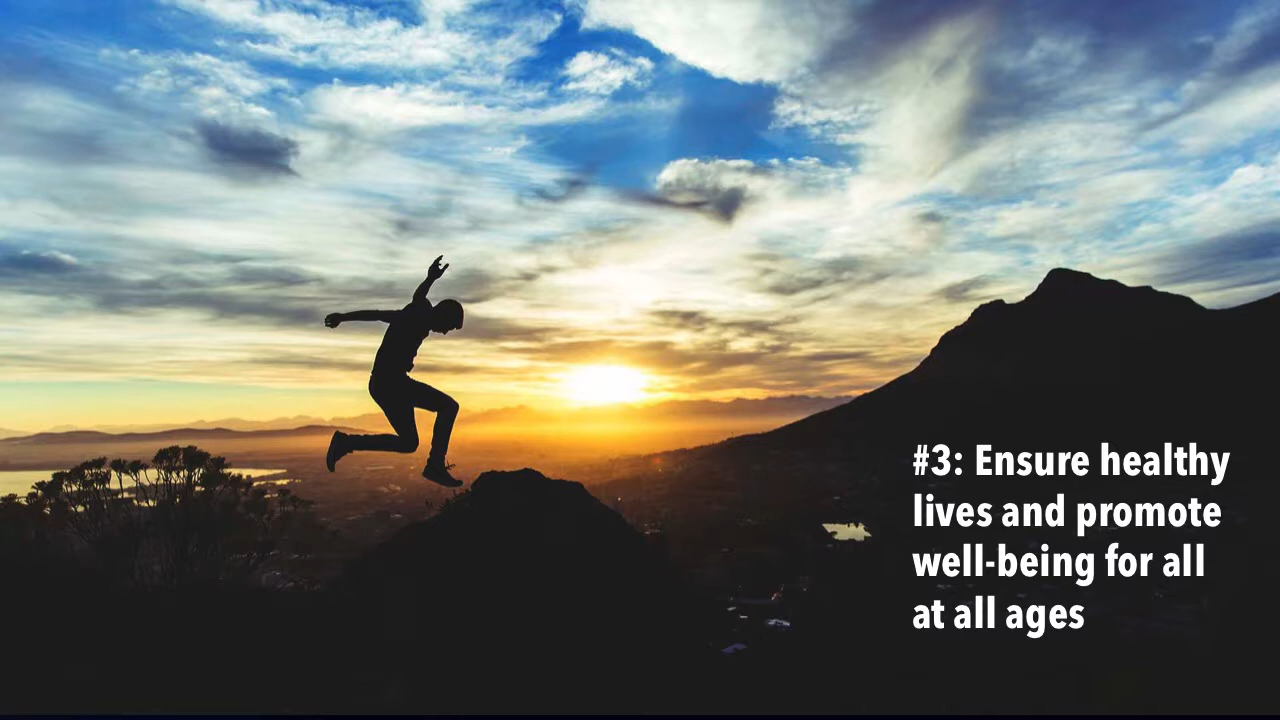 #3: Ensure healthy
lives and promote
well-being for all
at all ages